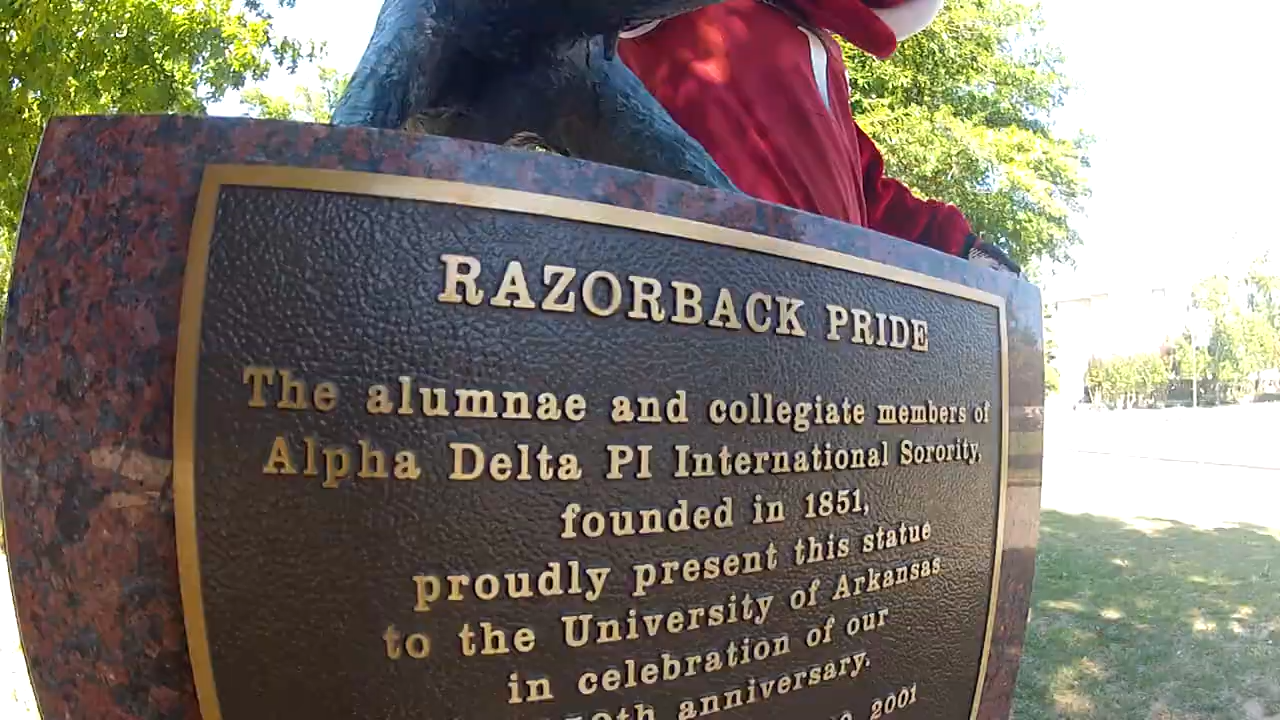 RAZORBACK PRIDE
The alumnae and collegiate members of
Alpha Delta PI International Sorority,
founded in 1851,
proudly present this statue
to the University of Arkansas
in celebration of our
anniversary.
2001